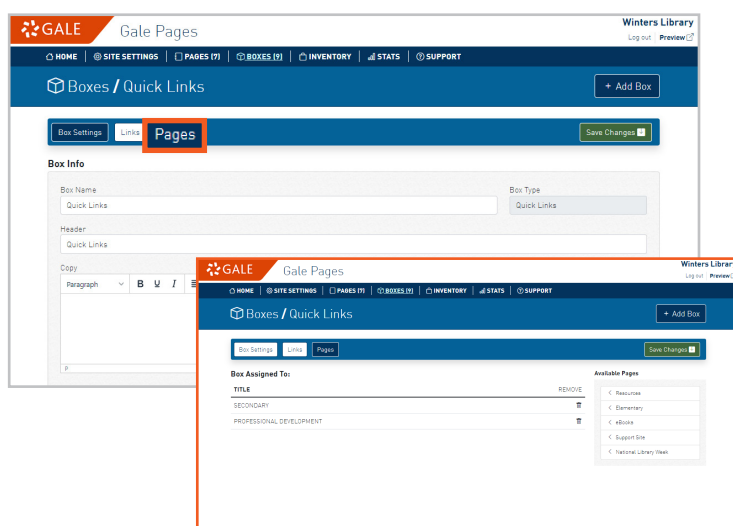 GALE Gale Pages Winters Library
Log out Preview
HOME SITE SETTINGS PAGES (7) BOXES (9) INVENTORY STATS SUPPORT
Boxes / Quick Links + Add Box
Box Settings Links Pages Save Changes
Box Info
Box Name Box Type
Quick Links Quick Links
Header
Quick Links
Copy
Paragraph B U I
P
GALE Gale Pages Winters Librar
Log out Preview
HOME SITE SETTINGS PAGES (7) BOXES (9) INVENTORY STATS SUPPORT
Boxes / Quick Links + Add Box
Box Settings Links Pages Save Changes
Box Assigned To: Available Pages
TITLE REMOVE
Resources
SECONDARY
Elementary
PROFESSIONAL DEVELOPMENT
eBooks
Support Site
National Library Week